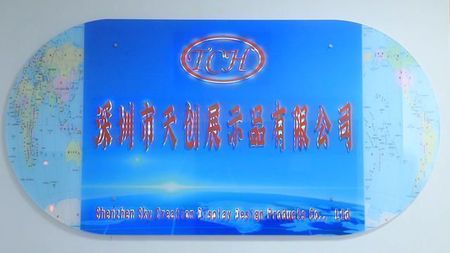 TCH
深圳市天创展示品有限公司
Shenzhen Sky Creation Display Design Products Co., Ltd